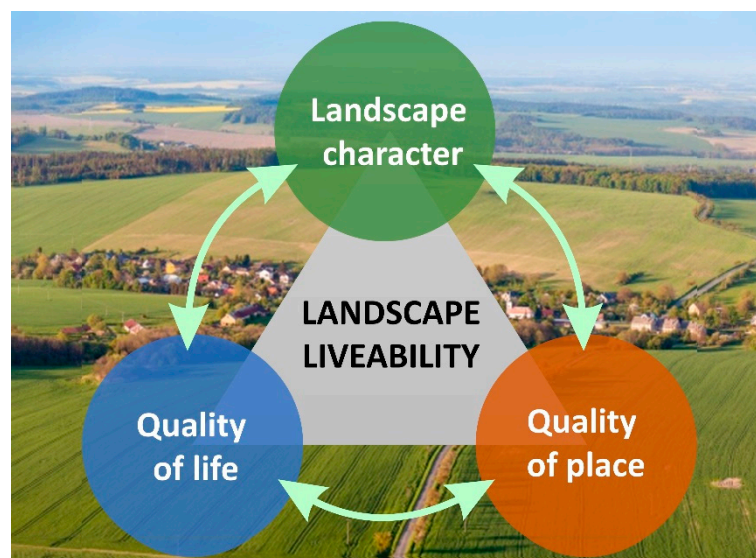 Landscape
character
LANDSCAPE
LIVEABILITY
Quality
of life
Quality
of place